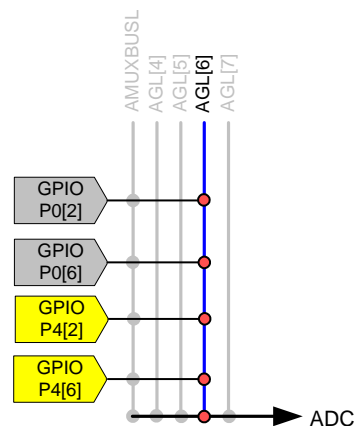 AMUXBUSL
AGL[4]
AGL[5]
AGL[6]
AGL[7]
GPIO
P0[2]
GPIO
P0[6]
GPIO
P4[2]
GPIO
P4[6]
ADC